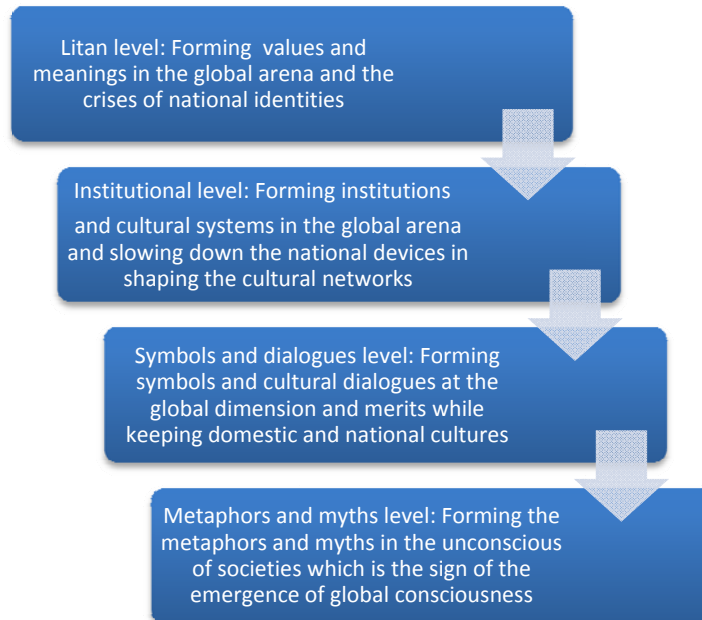 Litan level: Forming values and
meanings in the global arena and the
crises of national identities
Institutional level: Forming institutions
and cultural systems in the global arena
and slowing down the national devices in
shaping the cultural networks
Symbols and dialogues level: Forming
symbols and cultural dialogues at the
global dimension and merits while
keeping domestic and national cultures
Metaphors and myths level: Forming the
metaphors and myths in the unconscious
of societies which is the sign of the
emergence of global consciousness